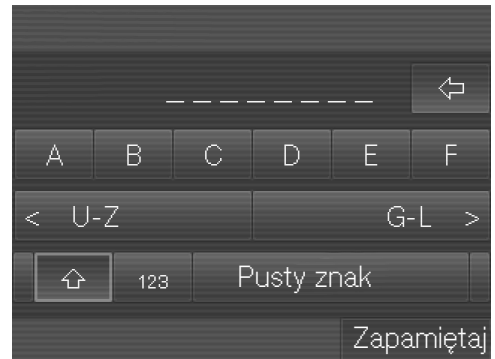 _ _ _ _ _ _ _ _ _
A B C D E F
< U-Z G-L >
123 Pusty znak
Zapamiętaj